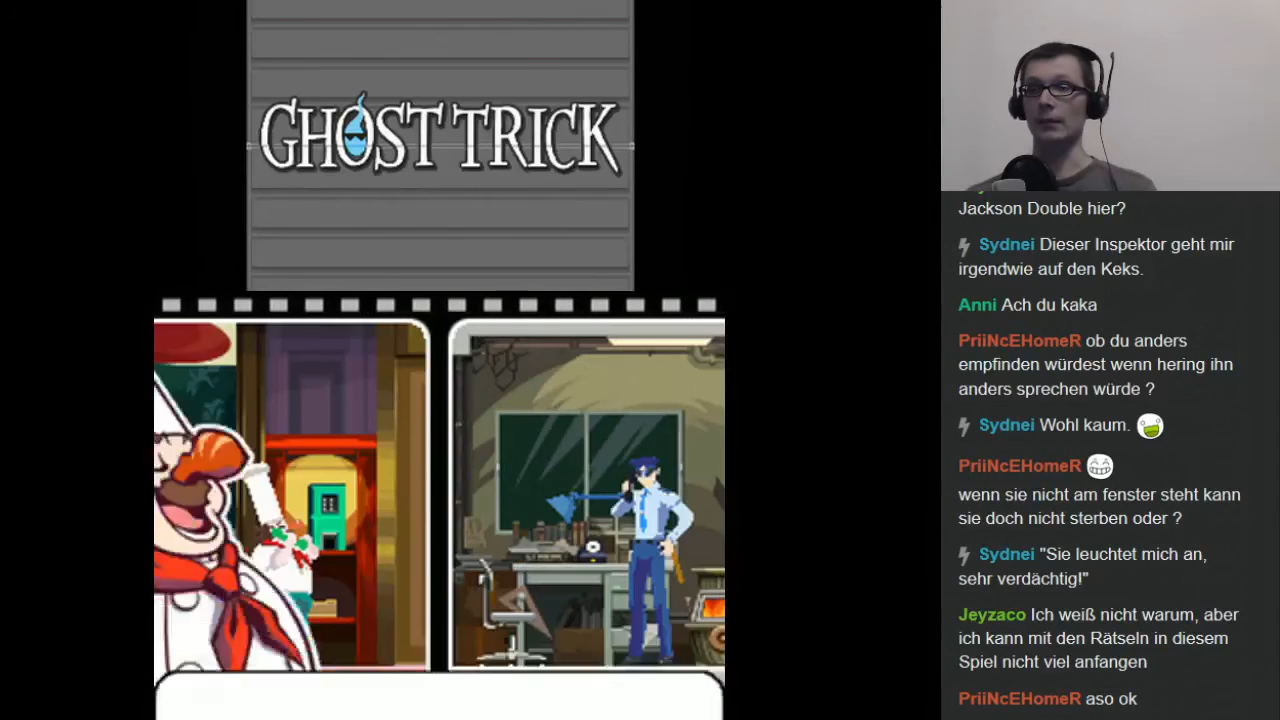 GHOST TRICK
Jackson Double hier?
Sydnei Dieser Inspektor geht mir
irgendwie auf den Keks.
Anni Ach du kaka
PriiNcEHomeR ob du anders
empfinden würdest wenn hering ihn
anders sprechen würde ?
Sydnei Wohl kaum.
PriiNcEHomeR
wenn sie nicht am fenster steht kann
sie doch nicht sterben oder ?
Sydnei "Sie leuchtet mich an,
sehr verdächtig!"
Jeyzaco Ich weiß nicht warum, aber
ich kann mit den Rätseln in diesem
Spiel nicht viel anfangen
PriiNcEHomeR aso ok